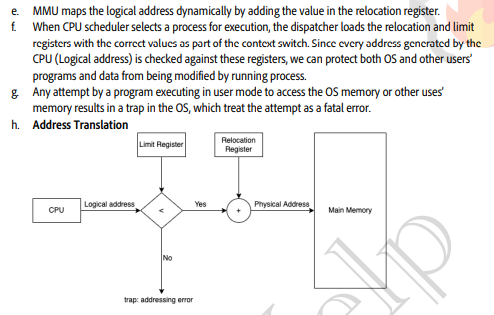 e. MMU maps the logical address dynamically by adding the value in the relocation register.
f. When CPU scheduler selects a process for execution, the dispatcher loads the relocation and limit
registers with the correct values as part of the context switch. Since every address generated by the
CPU (Logical address) is checked against these registers, we can protect both OS and other users'
programs and data from being modified by running process.
g. Any attempt by a program executing in user mode to access the OS memory or other uses'
memory results in a trap in the OS, which treat the attempt as a fatal error.
h. Address Translation
Limit Register
Relocation
Register
CPU
Logical address
<
Yes
+
Physical Address
Main Memory
No
trap: addressing error
elp